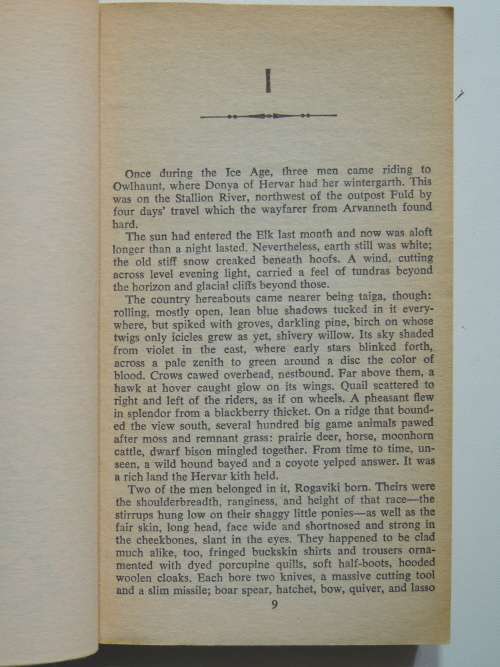 I
Once during the Ice Age, three men came riding to
Owlhaunt, where Donya of Hervar had her wintergarth. This
was on the Stallion River, northwest of the outpost Fuld by
four days' travel which the wayfarer from Arvanneth found
hard.
The sun had entered the Elk last month and now was aloft
longer than a night lasted. Nevertheless, earth still was white;
the old stiff snow creaked beneath hoofs. A wind, cutting
across level evening light, carried a feel of tundras beyond
the horizon and glacial cliffs beyond those.
The country hereabouts came nearer being taiga, though:
rolling, mostly open, lean blue shadows tucked in it every-
where, but spiked with groves, darkling pine, birch on whose
twigs only icicles grew as yet, shivery willow. Its sky shaded
from violet in the east, where early stars blinked forth,
across a pale zenith to green around a disc the color of
blood. Crows cawed overhead, nestbound. Far above them, a
hawk at hover caught glow on its wings. Quail scattered to
right and left of the riders, as if on wheels. A pheasant flew
in splendor from a blackberry thicket. On a ridge that bound-
ed the view south, several hundred big game animals pawed
after moss and remnant grass: prairie deer, horse, moonhorn
cattle, dwarf bison mingled together. From time to time, un-
seen, a wild hound bayed and a coyote yelped answer. It was
a rich land the Hervar kith held.
Two of the men belonged in it, Rogaviki born. Theirs were
the shoulderbreadth, ranginess, and height of that race—the
stirrups hung low on their shaggy little ponies—as well as the
fair skin, long head, face wide and shortnosed and strong in
the cheekbones, slant in the eyes. They happened to be clad
much alike, too, fringed buckskin shirts and trousers orna-
mented with dyed porcupine quills, soft half-boots, hooded
woolen cloaks. Each bore two knives, a massive cutting tool
and a slim missile; boar spear, hatchet, bow, quiver, and lasso
9